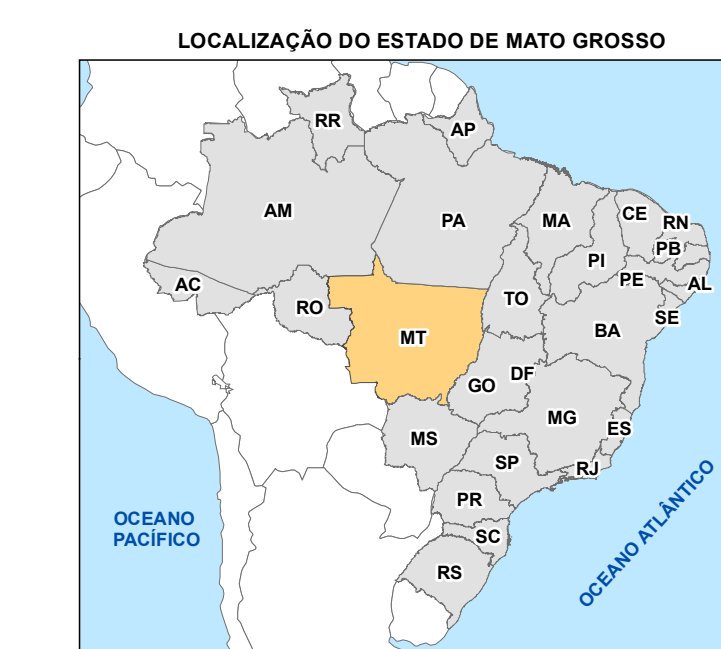 LOCALIZAÇÃO DO ESTADO DE MATO GROSSO
RR
AP
AM
PA
MA
CE
RN
PB
PI
PE
AC
AL
RO
TO
SE
MT
BA
DF
GO
MG
ES
MS
SP
RJ
PR
OCEANO
PACÍFICO
SC
OCEANO ATLÂNTICO
RS